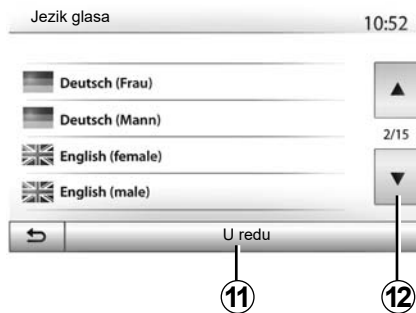 Jezik glasa
10:52
Deutsch (Frau)
Deutsch (Mann)
2/15
English (female)
English (male)
U redu
11
12